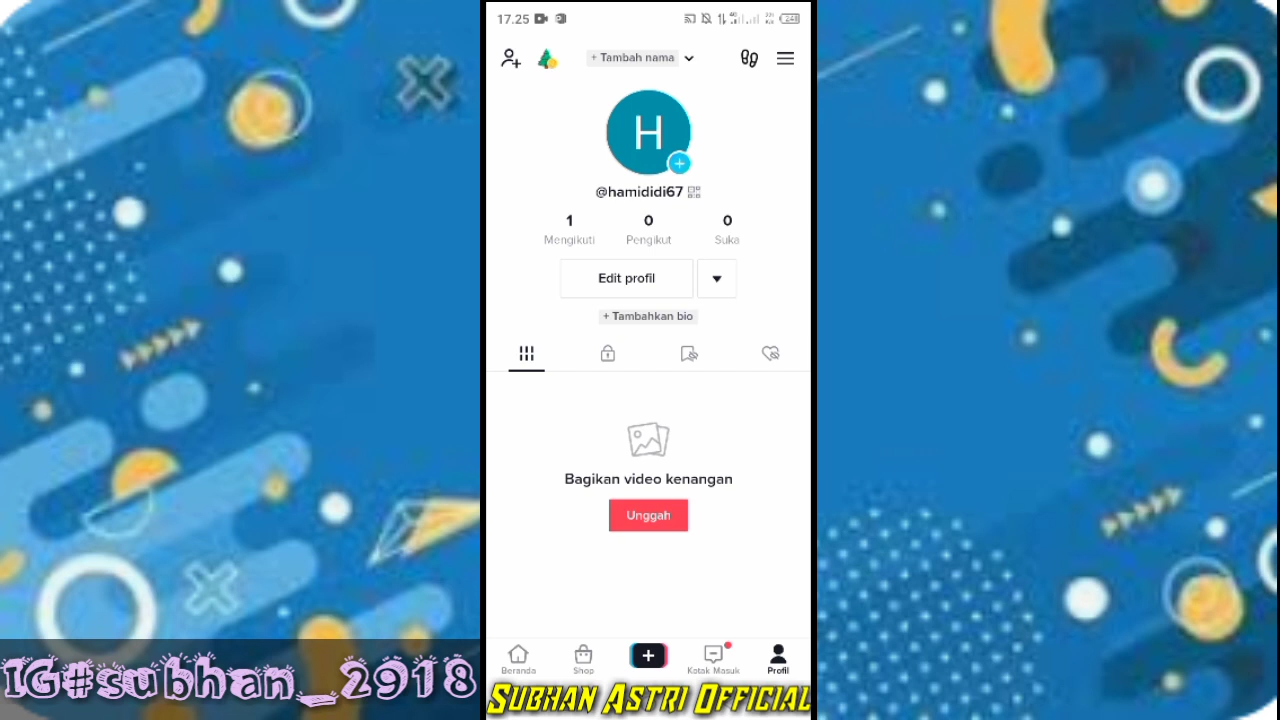 17.25
+ Tambah nama
H
@hamididi67
1 0 0
Mengikuti Pengikut Suka
Edit profil
+ Tambahkan bio
Bagikan video kenangan
Unggah
Beranda Shop Kotak Masuk Profil
IG#subhan_2918
SUBHAN ASTRI OFFICIAL